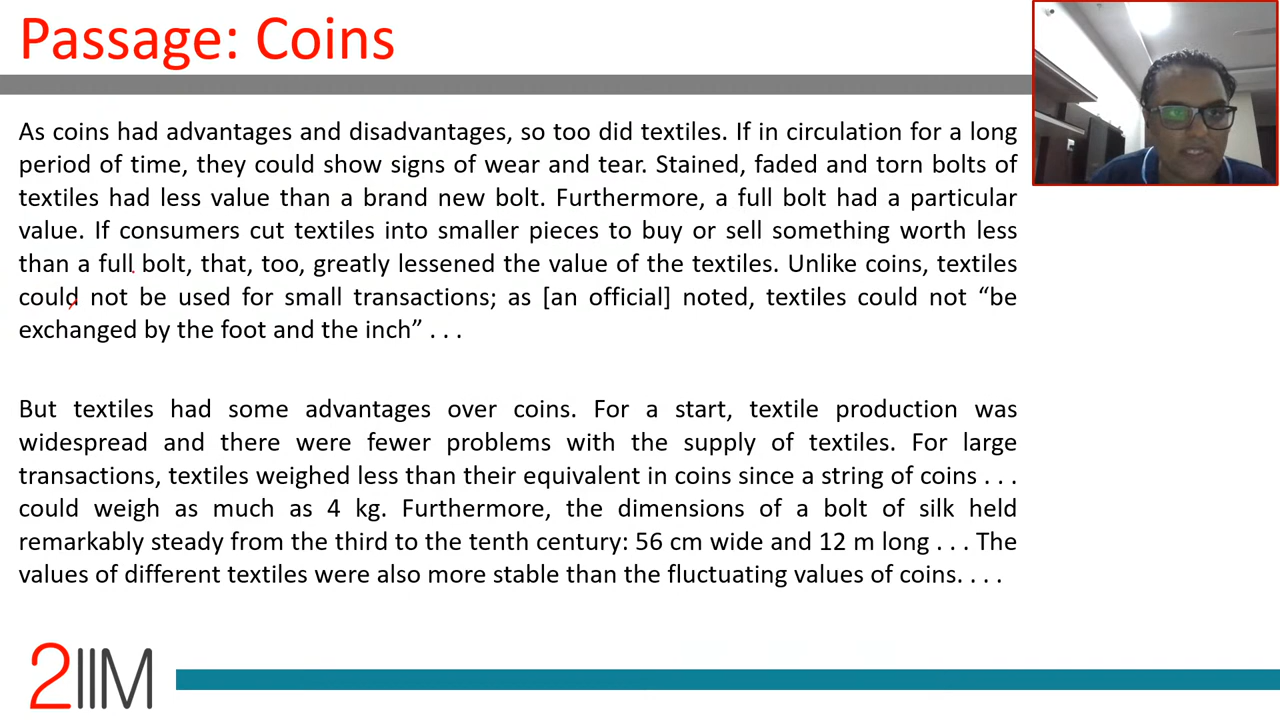 Passage: Coins
As coins had advantages and disadvantages, so too did textiles. If in circulation for a long
period of time, they could show signs of wear and tear. Stained, faded and torn bolts of
textiles had less value than a brand new bolt. Furthermore, a full bolt had a particular
value. If consumers cut textiles into smaller pieces to buy or sell something worth less
than a full bolt, that, too, greatly lessened the value of the textiles. Unlike coins, textiles
could not be used for small transactions; as [an official] noted, textiles could not “be
exchanged by the foot and the inch” . . .
But textiles had some advantages over coins. For a start, textile production was
widespread and there were fewer problems with the supply of textiles. For large
transactions, textiles weighed less than their equivalent in coins since a string of coins . . .
could weigh as much as 4 kg. Furthermore, the dimensions of a bolt of silk held
remarkably steady from the third to the tenth century: 56 cm wide and 12 m long . . . The
values of different textiles were also more stable than the fluctuating values of coins. . . .
2IIM